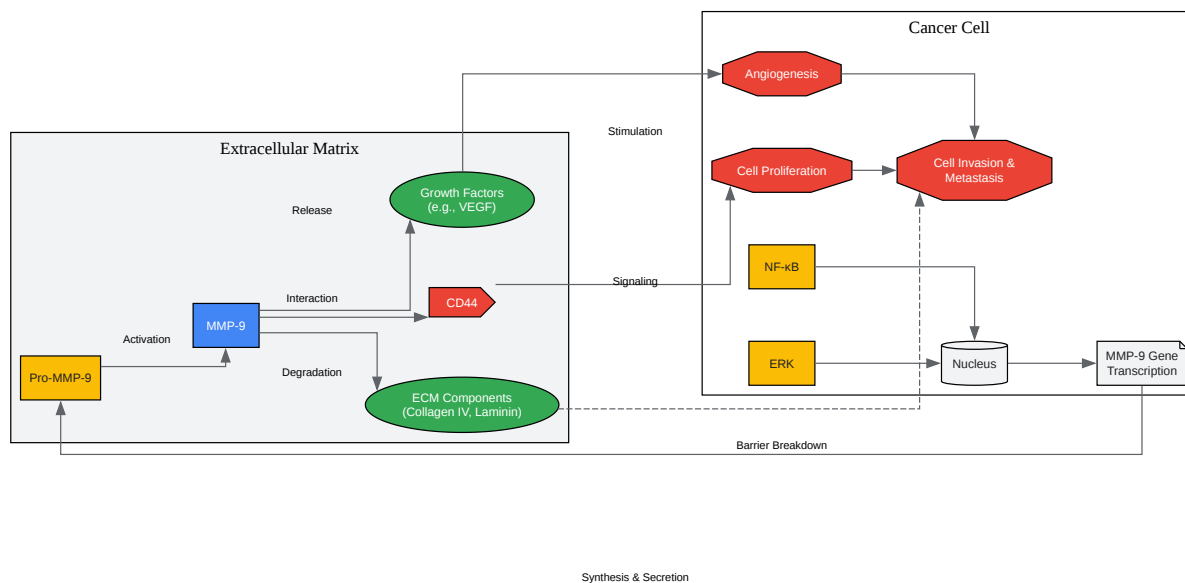 Cancer Cell
Angiogenesis
Stimulation
Extracellular Matrix
Cell Proliferation
Cell Invasion &
Metastasis
Growth Factors
(e.g., VEGF)
Release
NF-κB
Signaling
Interaction
CD44
MMP-9
Activation
Pro-MMP-9
Degradation
ERK
Nucleus
MMP-9 Gene
Transcription
ECM Components
(Collagen IV, Laminin)
Barrier Breakdown
Synthesis & Secretion